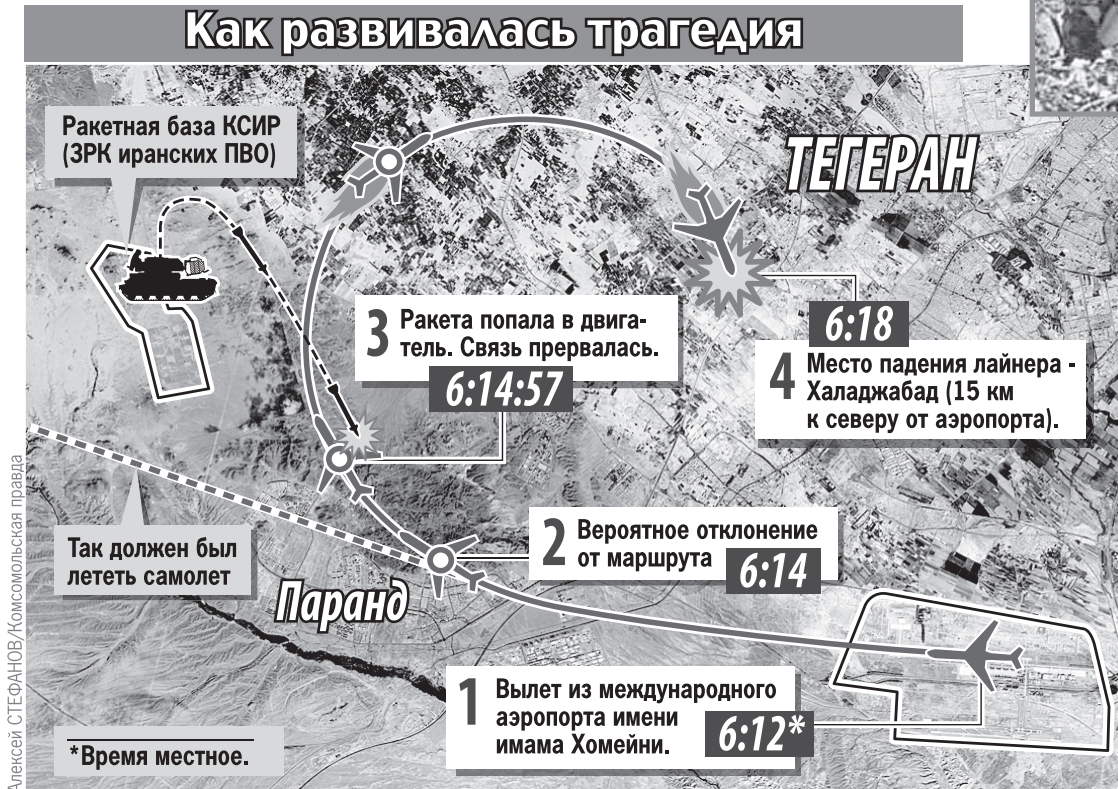 Как развивалась трагедия
Ракетная база КСИР
(ЗРК иранских ПВО)
ТЕГЕРАН
3 Ракета попала в двига-
тель. Связь прервалась.
6:14:57
6:18
4 Место падения лайнера -
Халаджабад (15 км
к северу от аэропорта).
Так должен был
лететь самолет
2 Вероятное отклонение
от маршрута
6:14
Паранд
1 Вылет из международного
аэропорта имени
имама Хомейни.
6:12*
*Время местное.
Алексей СТЕФАНОВ/Комсомольская правда